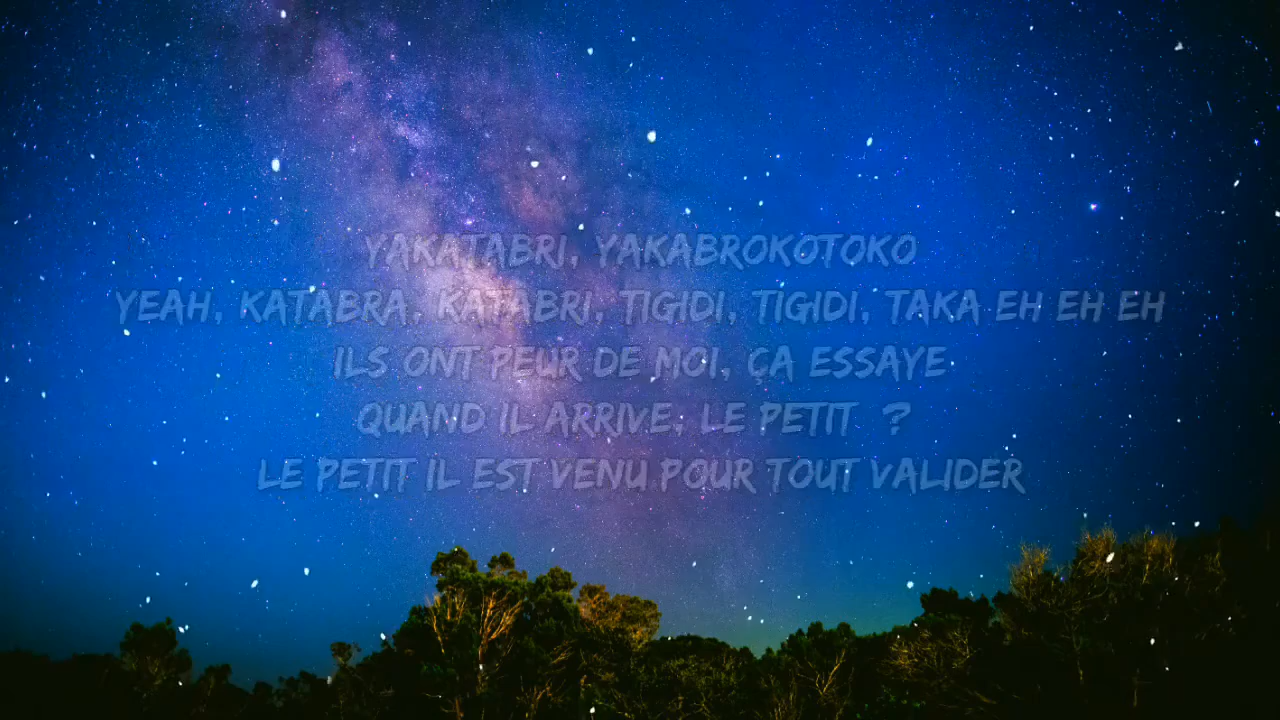 YAKATABRI, YAKABROKOTOKO
YEAH, KATABRA, KATABRI, TIGIDI, TIGIDI, TAKA EH EH EH
ILS ONT PEUR DE MOI, ÇA ESSAYE
QUAND IL ARRIVE, LE PETIT ?
LE PETIT IL EST VENU POUR TOUT VALIDER